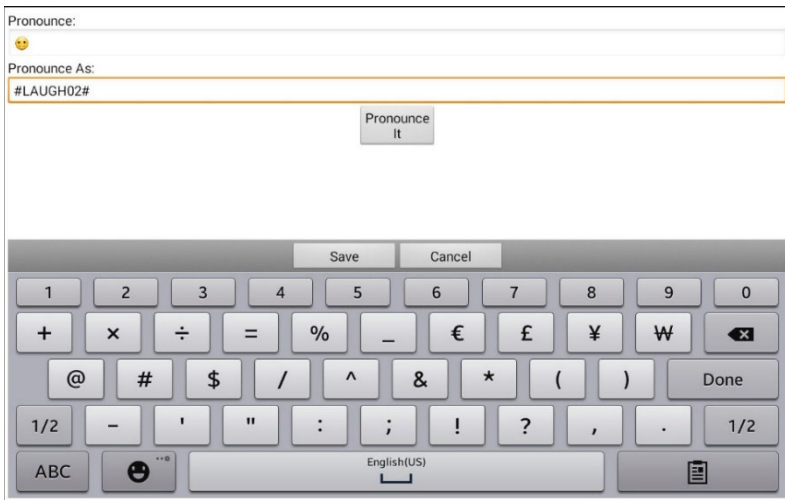 Pronounce:
🙂
Pronounce As:
#LAUGH02#
Pronounce
It
Save Cancel
1 2 3 4 5 6 7 8 9 0
+ × ÷ = % _ € £ ¥ ₩
@ # $ / ^ & * ( ) Done
1/2 - ' " : ; ! ? , . 1/2
English(US)
ABC